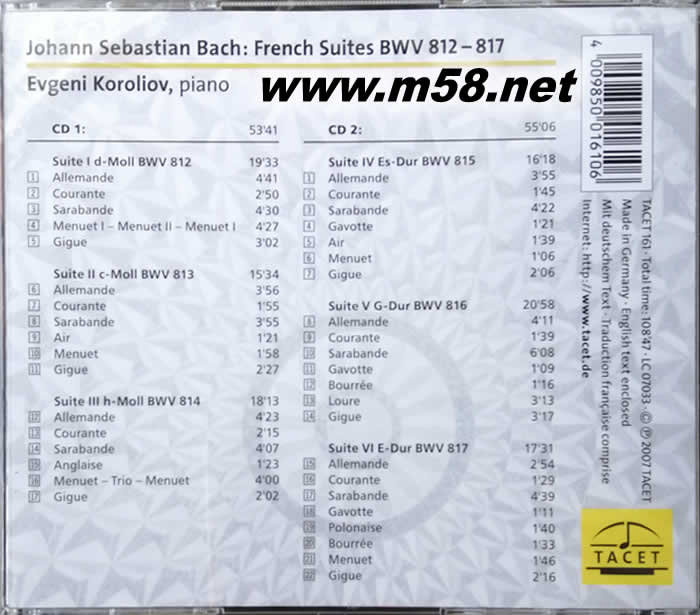 Johann Sebastian Bach: French Suites BWV 812–817
Evgeni Koroliov, piano
www.m58.net
CD 1: 53'41
Suite I d-Moll BWV 812 19'33
1 Allemande 4'41
2 Courante 2'50
3 Sarabande 4'30
4 Menuet I – Menuet II – Menuet I 4'27
5 Gigue 3'02
Suite II c-Moll BWV 813 15'34
6 Allemande 3'56
7 Courante 1'55
8 Sarabande 3'55
9 Air 1'21
10 Menuet 1'58
11 Gigue 2'27
Suite III h-Moll BWV 814 18'13
12 Allemande 4'23
13 Courante 2'15
14 Sarabande 4'07
15 Anglaise 1'23
16 Menuet – Trio – Menuet 4'00
17 Gigue 2'02
CD 2: 55'06
Suite IV Es-Dur BWV 815 16'18
1 Allemande 3'55
2 Courante 1'45
3 Sarabande 4'22
4 Gavotte 1'21
5 Air 1'39
6 Menuet 1'06
7 Gigue 2'06
Suite V G-Dur BWV 816 20'58
8 Allemande 4'11
9 Courante 1'39
10 Sarabande 6'08
11 Gavotte 1'09
12 Bourrée 1'16
13 Loure 3'13
14 Gigue 3'17
Suite VI E-Dur BWV 817 17'31
15 Allemande 2'54
16 Courante 1'29
17 Sarabande 4'39
18 Gavotte 1'11
19 Polonaise 1'40
20 Bourrée 1'33
21 Menuet 1'46
22 Gigue 2'16
4 009850 016106
TACET 161 · Total time: 108'47 · LC 07033 · © ℗ 2007 TACET
Made in Germany · English text enclosed
Mit deutschem Text · Traduction française comprise
Internet: http://www.tacet.de
TACET